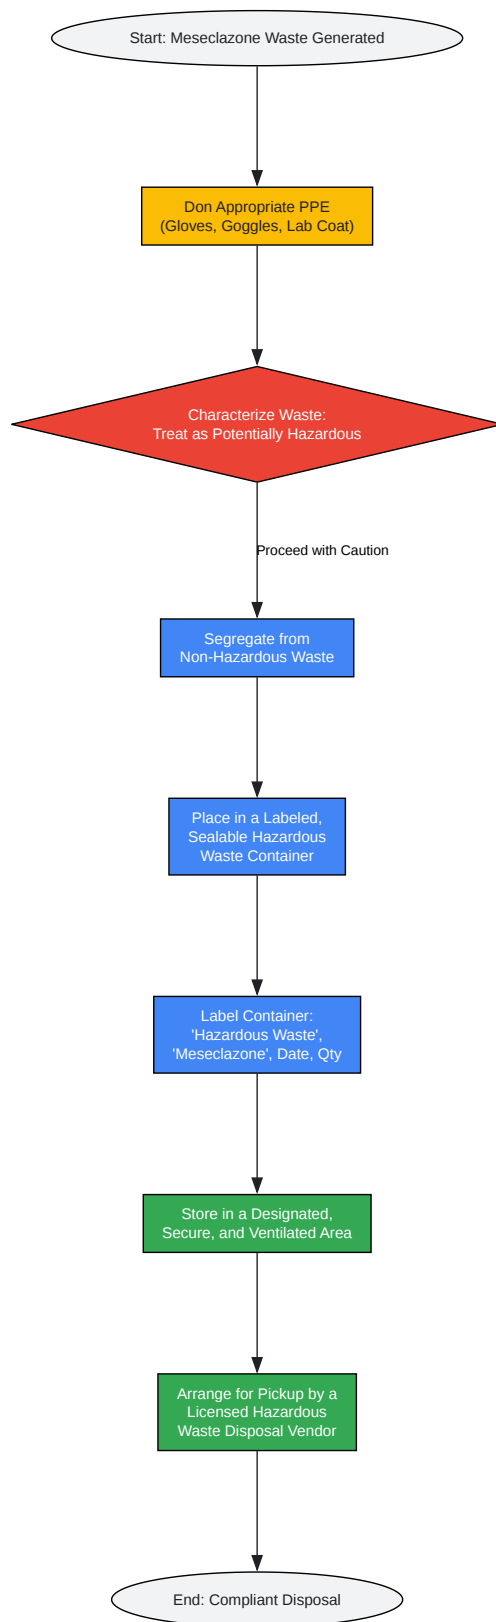 Start: Meseclazone Waste Generated
Don Appropriate PPE
(Gloves, Goggles, Lab Coat)
Characterize Waste:
Treat as Potentially Hazardous
Proceed with Caution
Segregate from
Non-Hazardous Waste
Place in a Labeled,
Sealable Hazardous
Waste Container
Label Container:
'Hazardous Waste',
'Meseclazone', Date, Qty
Store in a Designated,
Secure, and Ventilated Area
Arrange for Pickup by a
Licensed Hazardous
Waste Disposal Vendor
End: Compliant Disposal